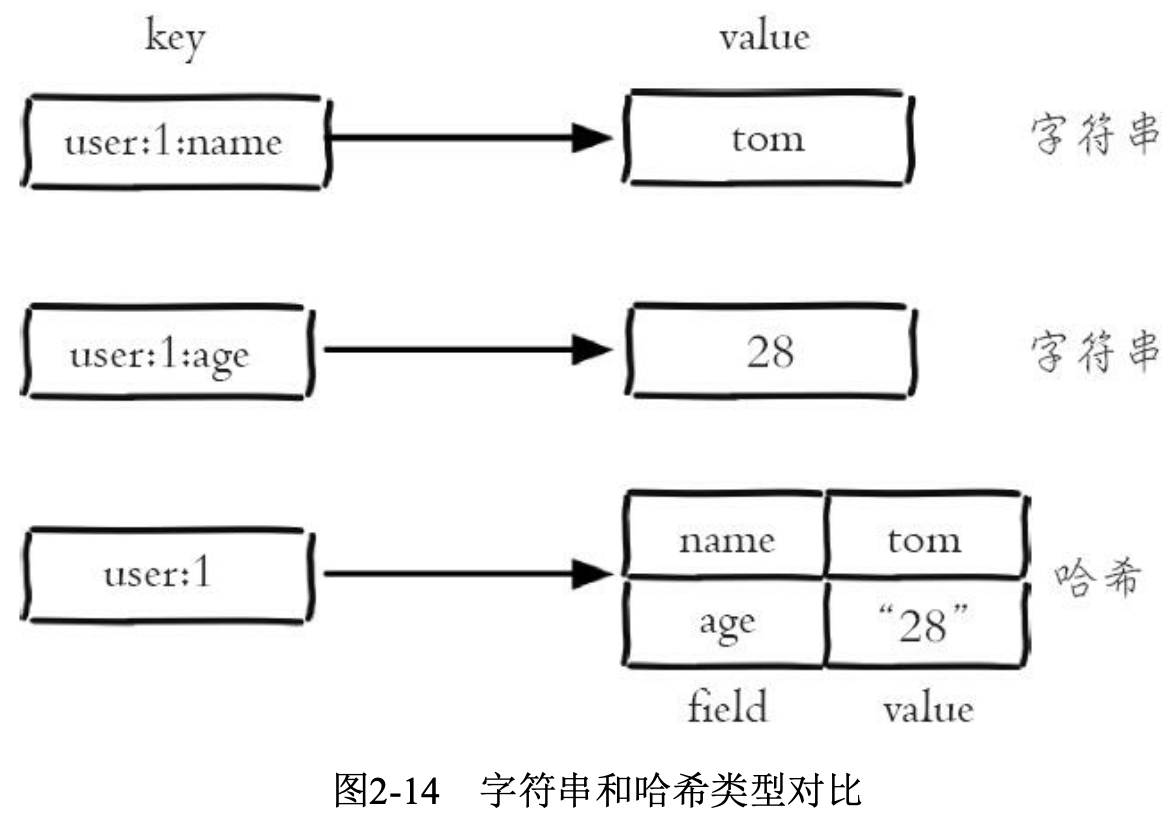 key value
user:1:name tom 字符串
user:1:age 28 字符串
user:1 name tom 哈希
age “28”
field value
图2-14 字符串和哈希类型对比